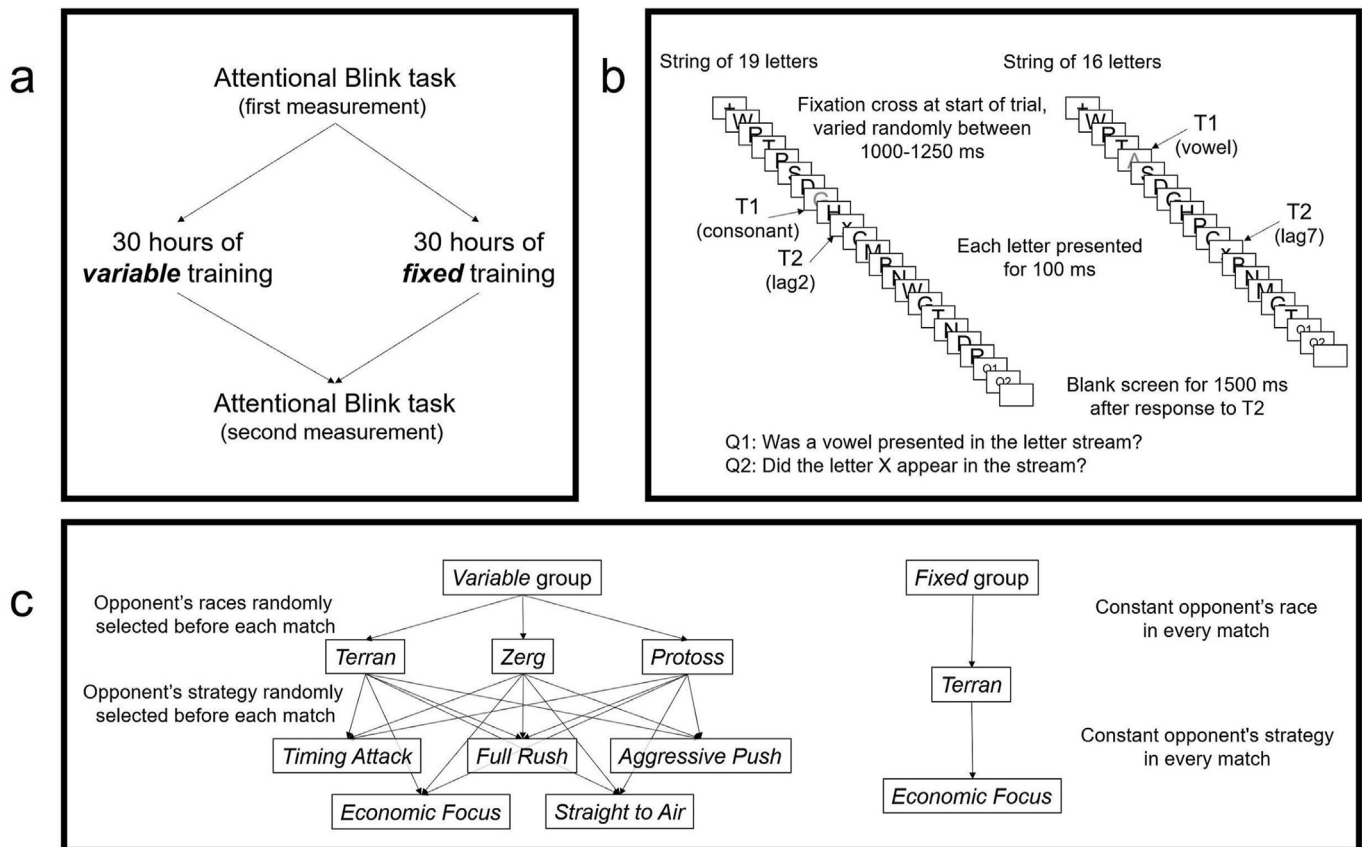 a
Attentional Blink task
(first measurement)
30 hours of
variable training
30 hours of
fixed training
Attentional Blink task
(second measurement)
b
String of 19 letters
String of 16 letters
Fixation cross at start of trial,
varied randomly between
1000-1250 ms
+
W
P
T
P
S
D
G
H
X
G
M
P
N
W
G
T
N
D
P
Q1
Q2
T1
(consonant)
T2
(lag2)
Each letter presented
for 100 ms
+
W
P
T
A
S
D
G
H
P
G
X
P
N
M
G
T
Q1
Q2
T1
(vowel)
T2
(lag7)
Blank screen for 1500 ms
after response to T2
Q1: Was a vowel presented in the letter stream?
Q2: Did the letter X appear in the stream?
c
Variable group
Opponent's races randomly
selected before each match
Terran
Zerg
Protoss
Opponent's strategy randomly
selected before each match
Timing Attack
Full Rush
Aggressive Push
Economic Focus
Straight to Air
Fixed group
Constant opponent's race
in every match
Terran
Constant opponent's strategy
in every match
Economic Focus